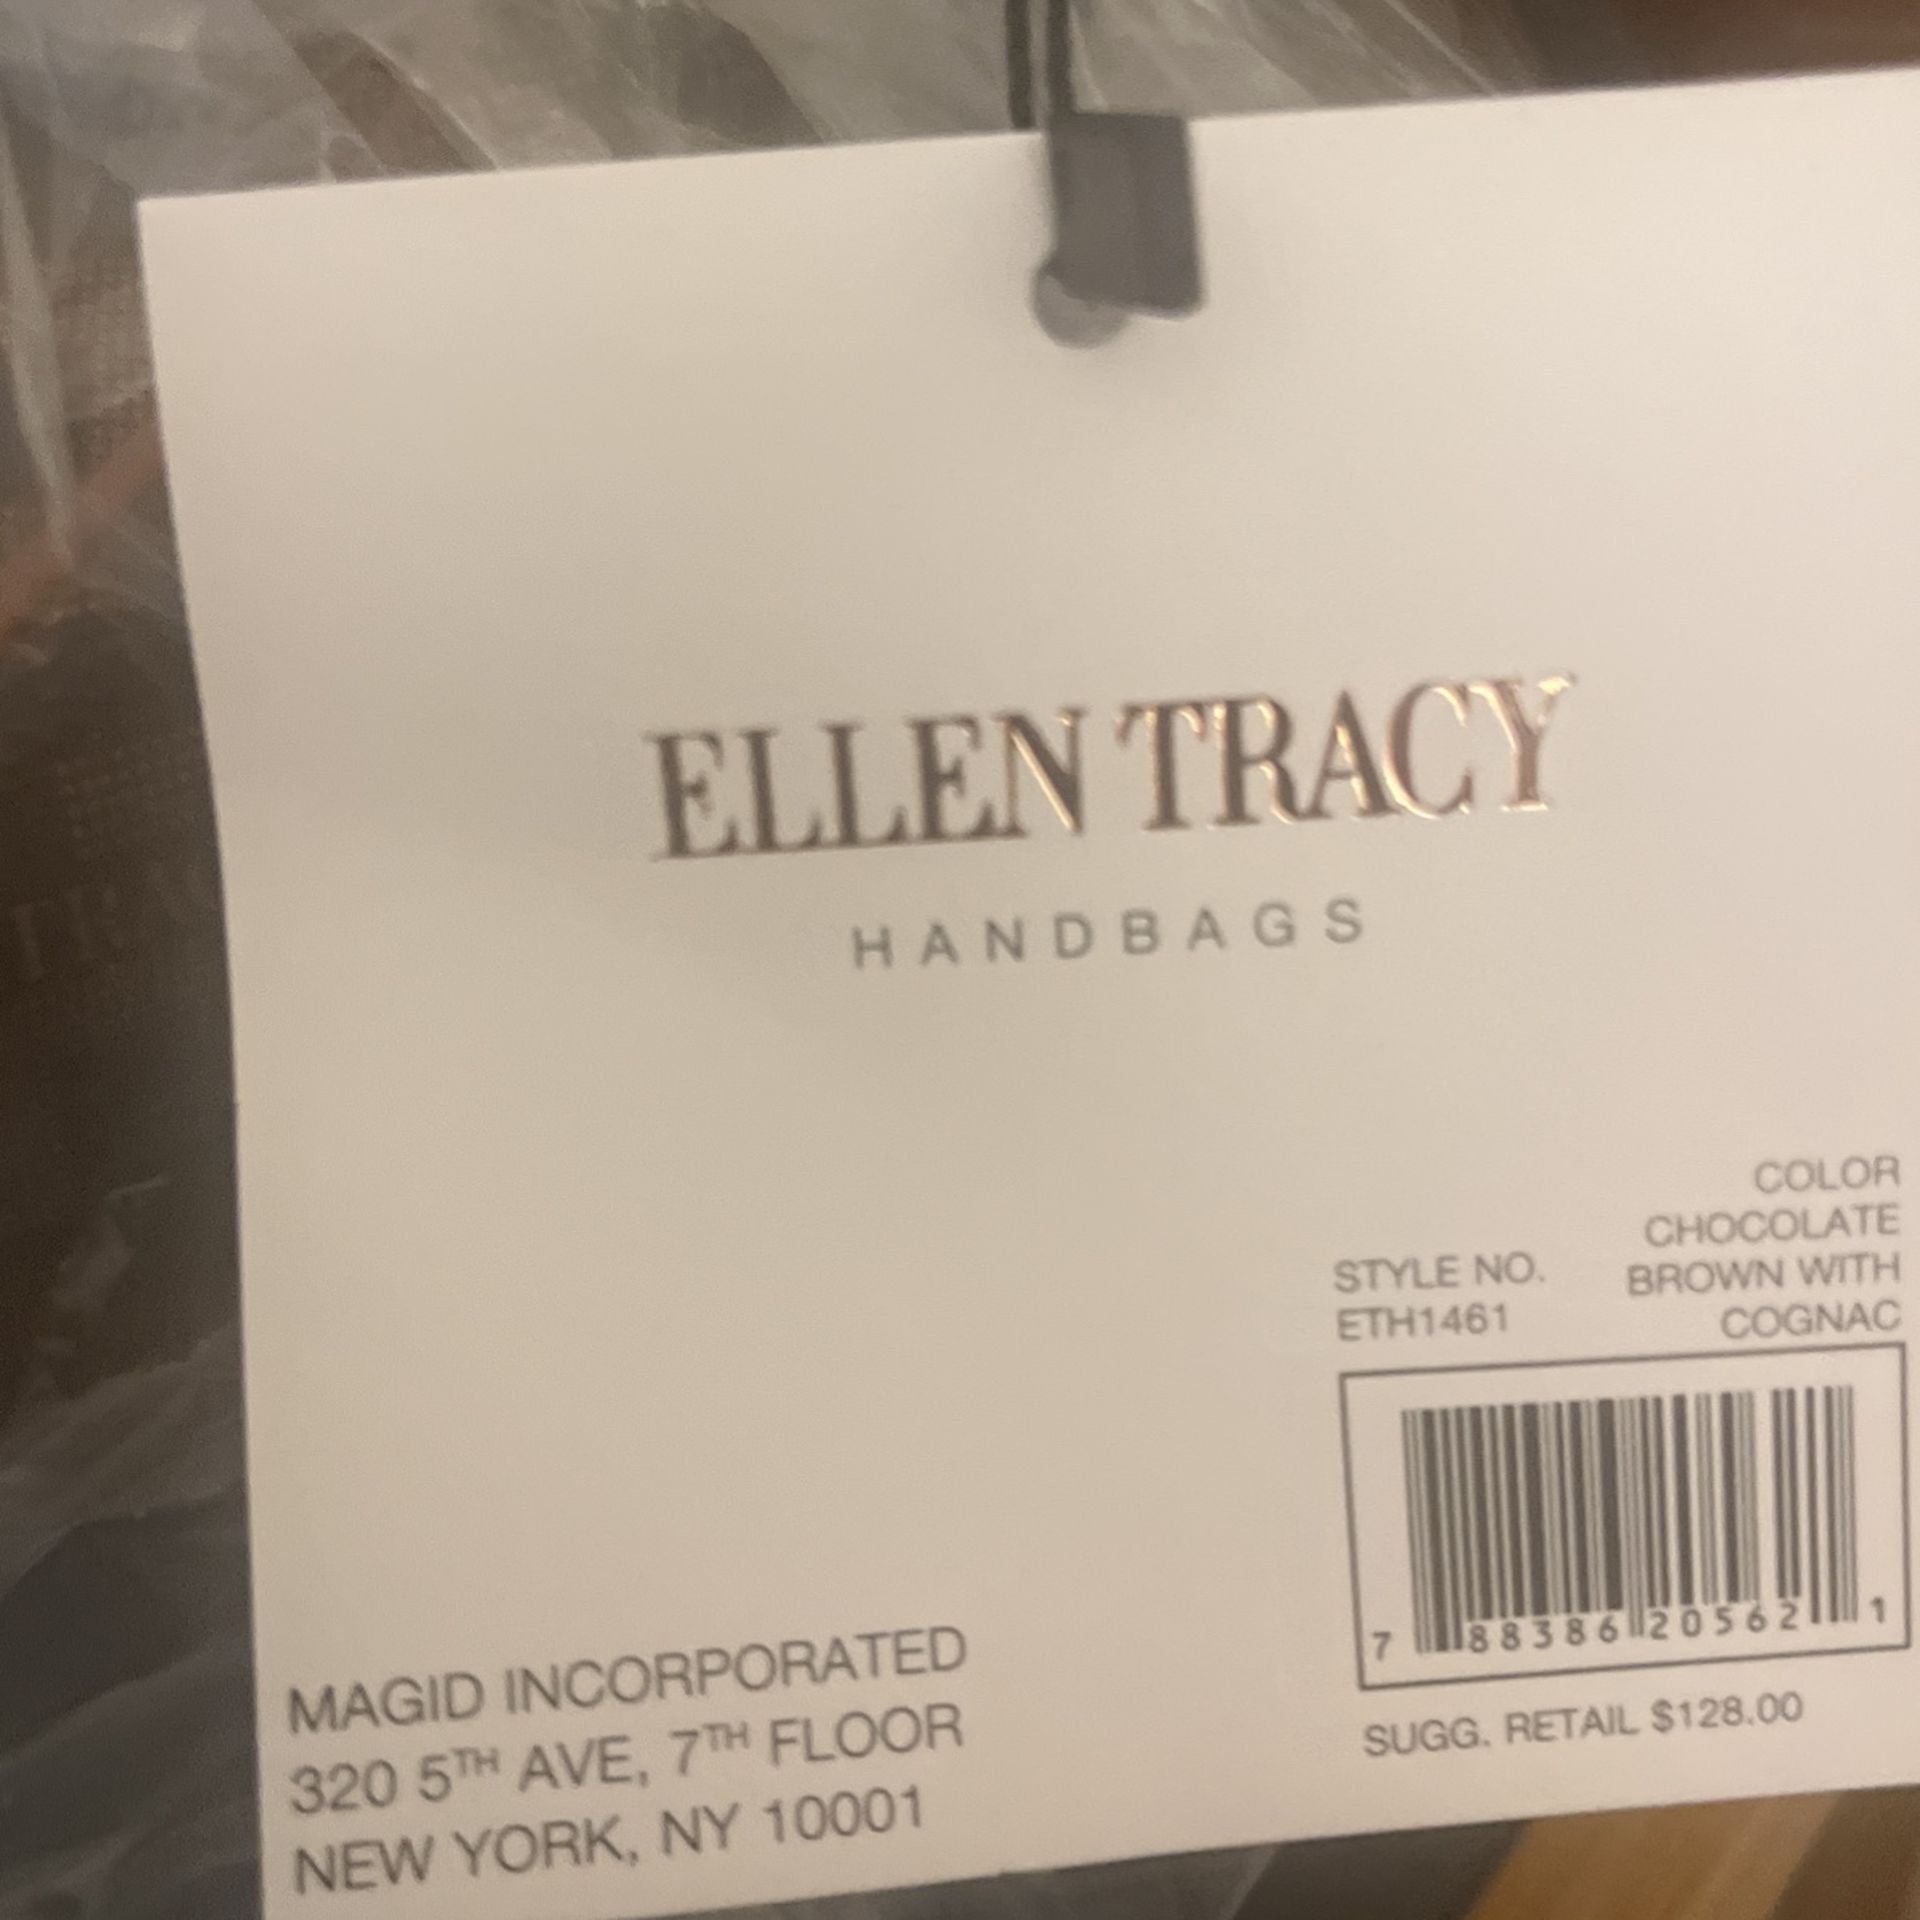 ELLEN TRACY
HANDBAGS
STYLE NO.
ETH1461
COLOR
CHOCOLATE
BROWN WITH
COGNAC
7 88386 20562 1
SUGG. RETAIL $128.00
MAGID INCORPORATED
320 5TH AVE, 7TH FLOOR
NEW YORK, NY 10001